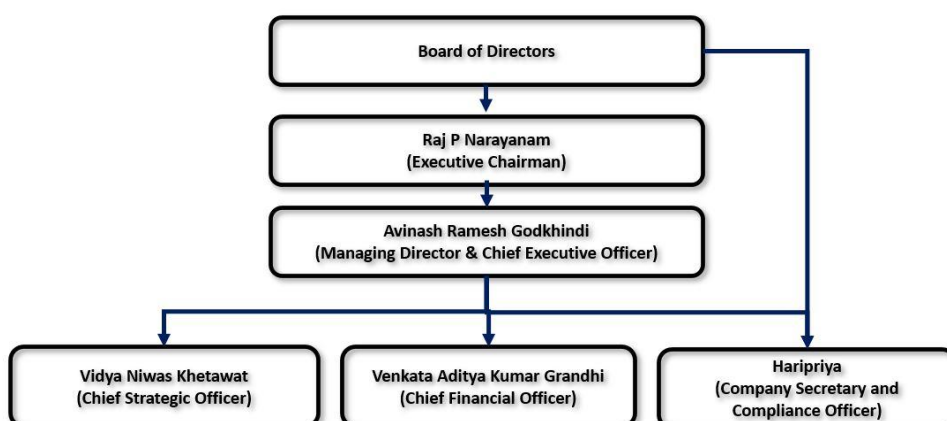 Board of Directors
Raj P Narayanam
(Executive Chairman)
Avinash Ramesh Godkhindi
(Managing Director & Chief Executive Officer)
Vidya Niwas Khetawat
(Chief Strategic Officer)
Venkata Aditya Kumar Grandhi
(Chief Financial Officer)
Haripriya
(Company Secretary and
Compliance Officer)